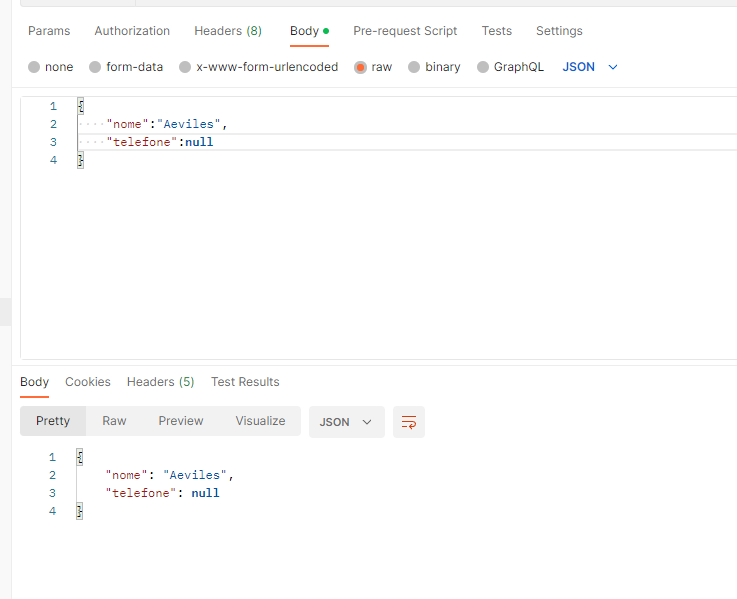 Params Authorization Headers (8) Body Pre-request Script Tests Settings
none form-data x-www-form-urlencoded raw binary GraphQL JSON
1 {
2 "nome":"Aeviles",
3 "telefone":null
4 }
Body Cookies Headers (5) Test Results
Pretty Raw Preview Visualize JSON
1 {
2 "nome": "Aeviles",
3 "telefone": null
4 }